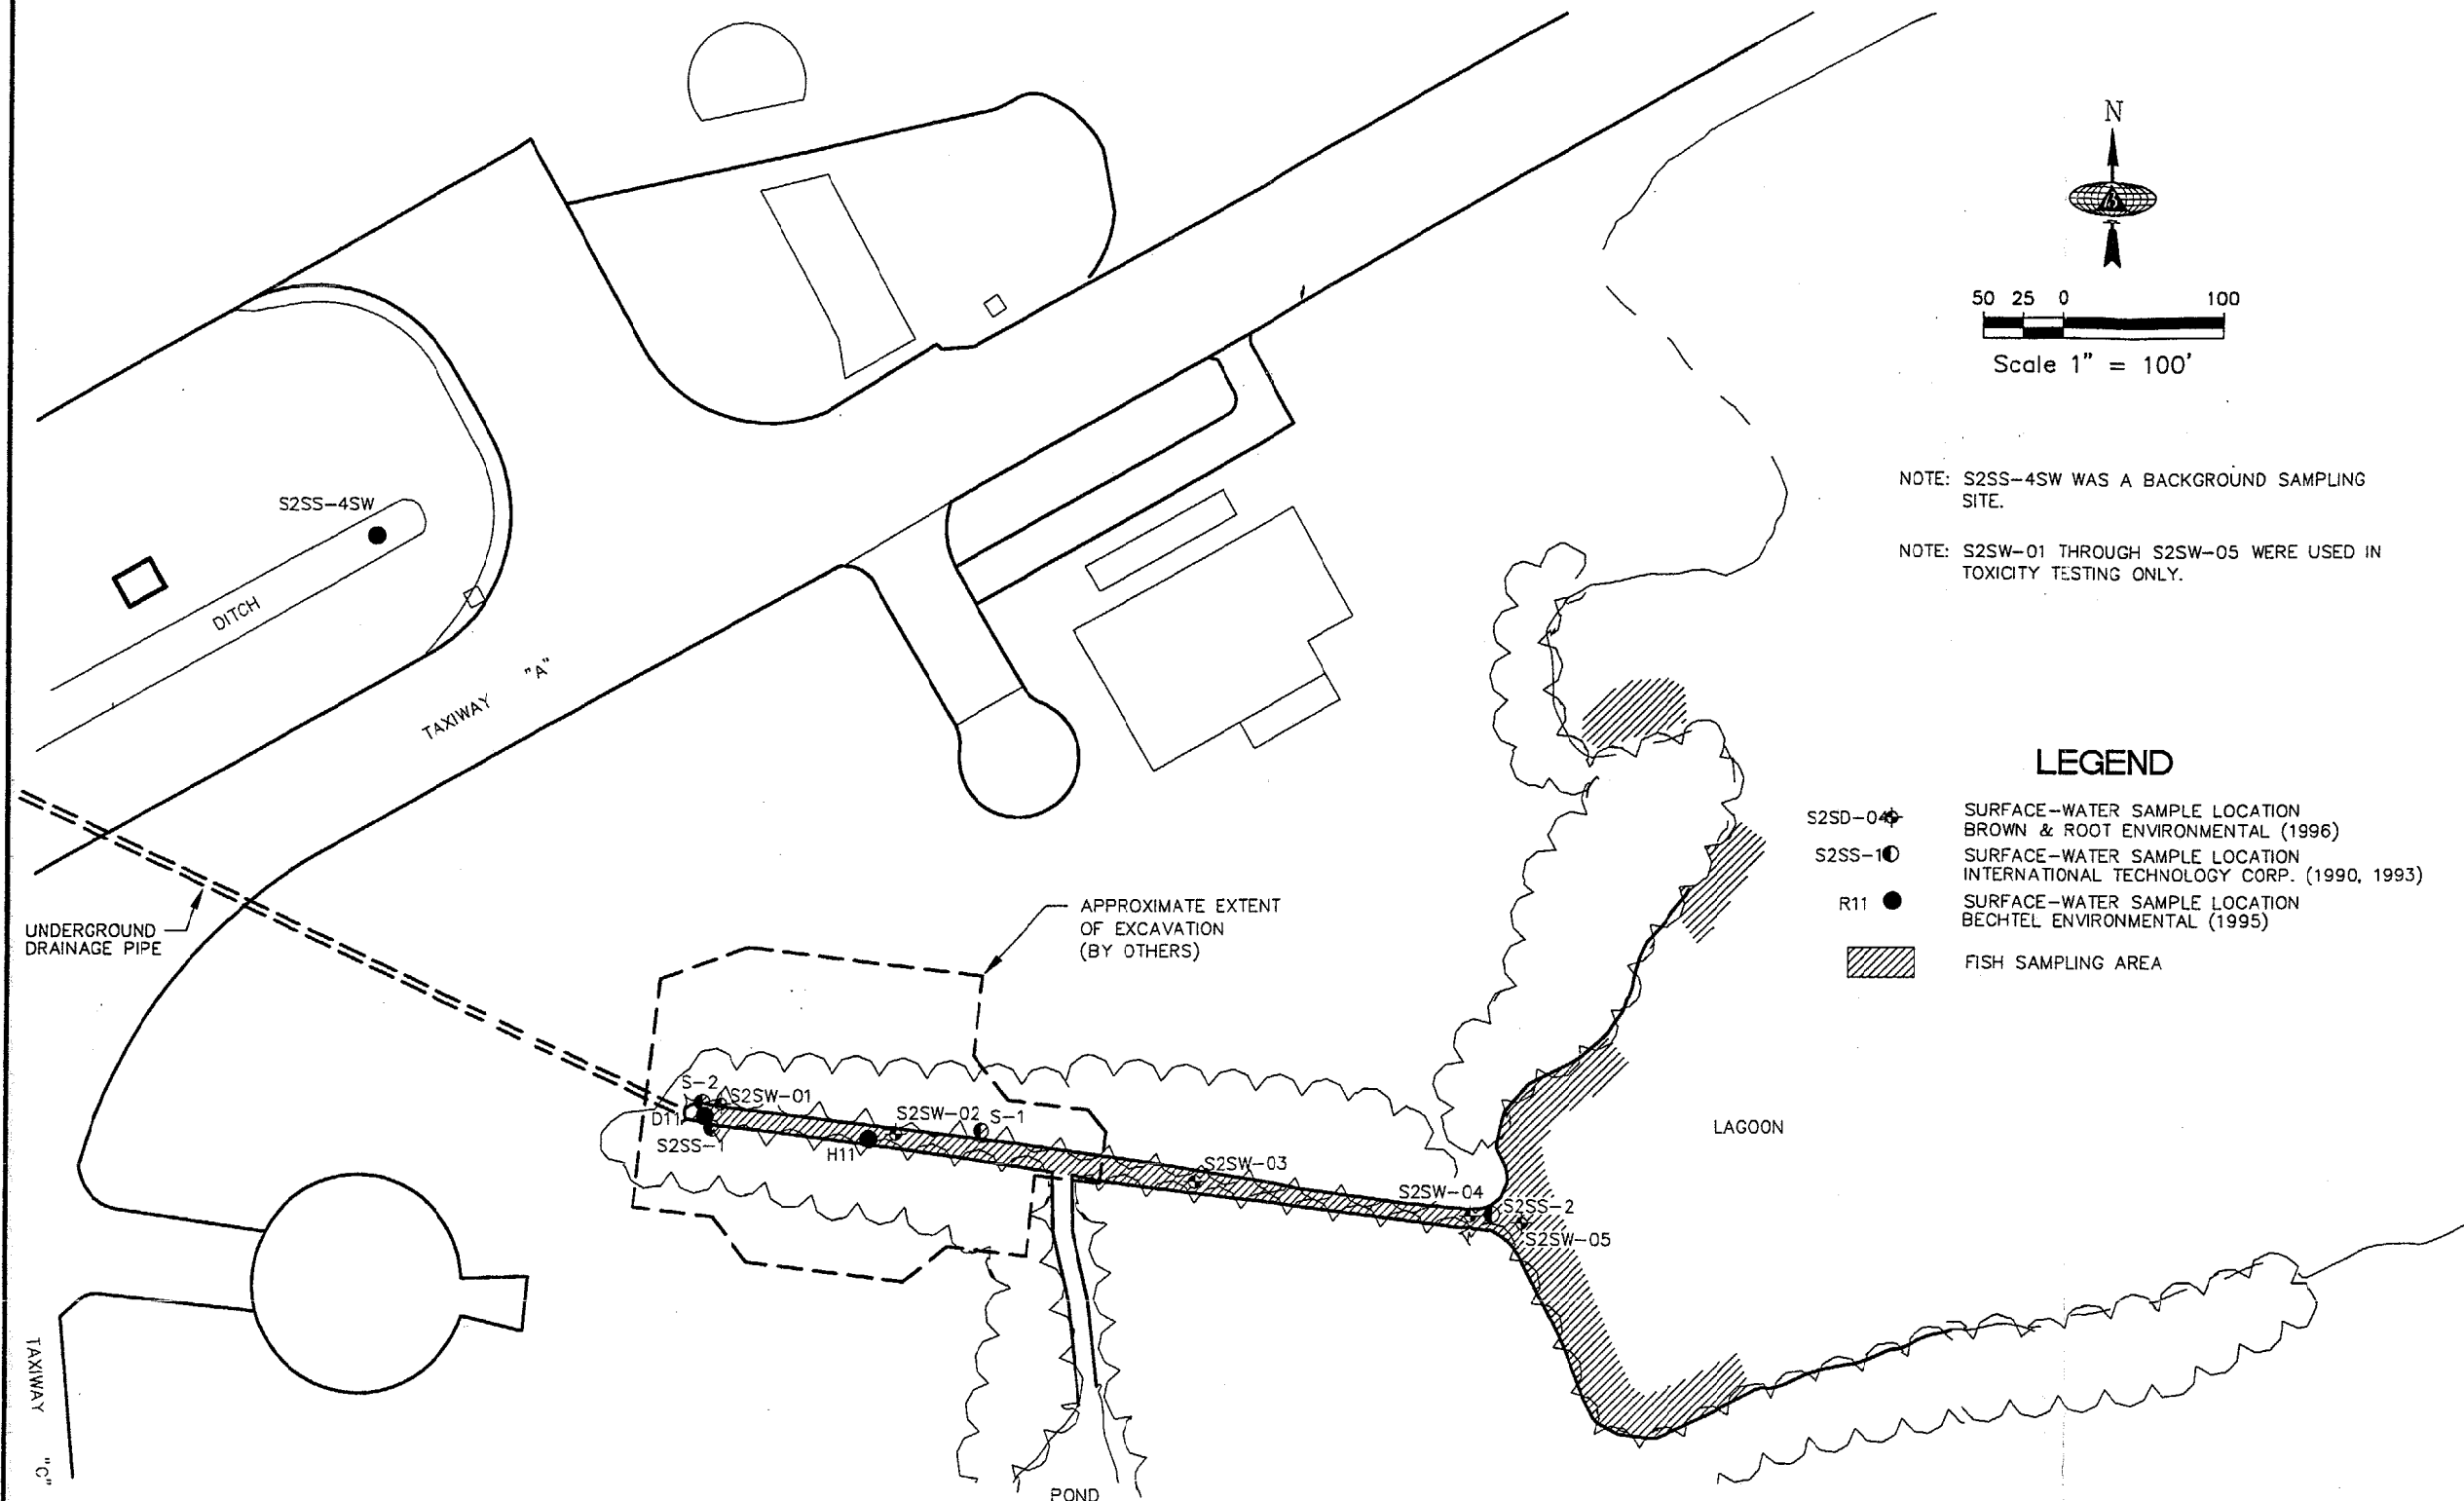 N
50 25 0 100
Scale 1" = 100'
NOTE: S2SS-4SW WAS A BACKGROUND SAMPLING
SITE.
NOTE: S2SW-01 THROUGH S2SW-05 WERE USED IN
TOXICITY TESTING ONLY.
LEGEND
S2SD-04 SURFACE-WATER SAMPLE LOCATION
BROWN & ROOT ENVIRONMENTAL (1996)
S2SS-1 SURFACE-WATER SAMPLE LOCATION
INTERNATIONAL TECHNOLOGY CORP. (1990, 1993)
R11 SURFACE-WATER SAMPLE LOCATION
BECHTEL ENVIRONMENTAL (1995)
FISH SAMPLING AREA
S2SS-4SW
DITCH
TAXIWAY "A"
UNDERGROUND
DRAINAGE PIPE
APPROXIMATE EXTENT
OF EXCAVATION
(BY OTHERS)
S-2
S2SW-01
D11
S2SS-1
H11
S2SW-02
S-1
S2SW-03
S2SW-04
S2SS-2
S2SW-05
LAGOON
TAXIWAY "C"
POND